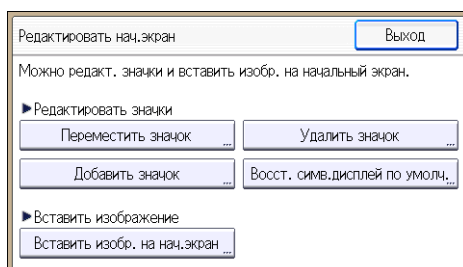 Редактировать нач.экран
Выход
Можно редакт. значки и вставить изобр. на начальный экран.
►Редактировать значки
Переместить значок ...
Удалить значок ...
Добавить значок ...
Восст. симв.дисплей по умолч. ...
►Вставить изображение
Вставить изобр. на нач.экран ...